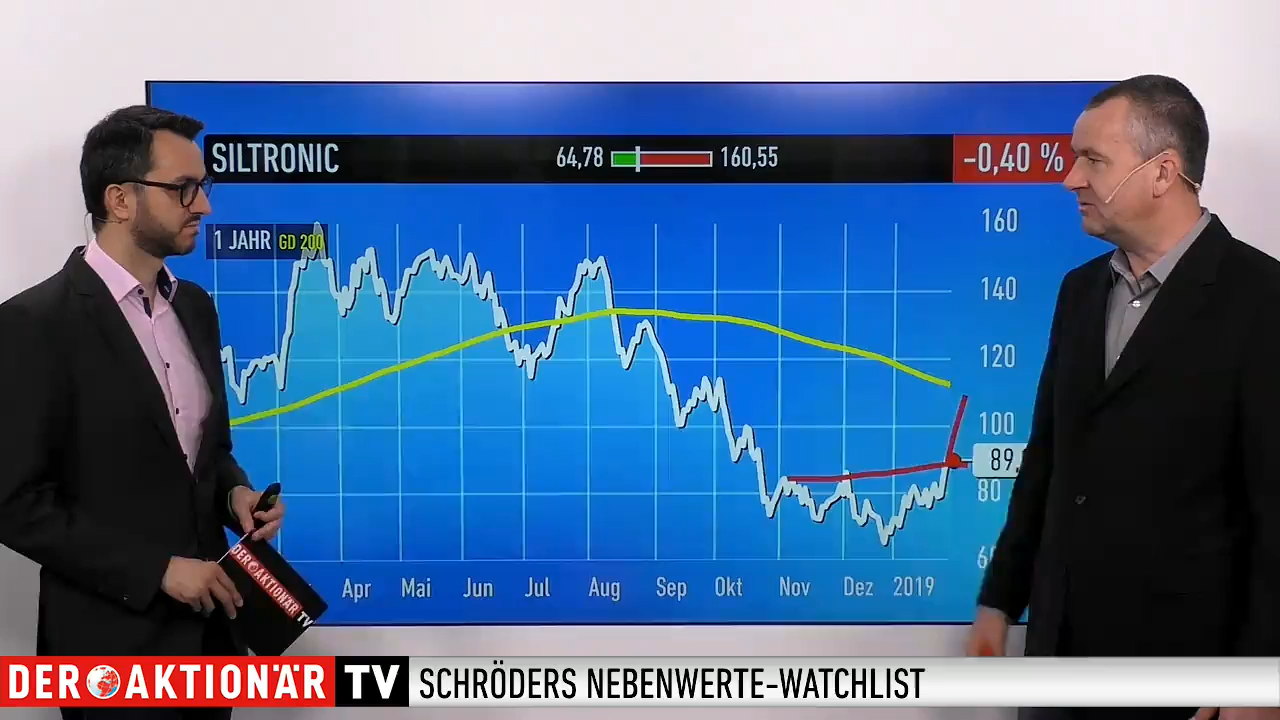 SILTRONIC
64,78
160,55
-0,40 %
1 JAHR GD 200
160
140
120
100
89,
80
Apr Mai Jun Jul Aug Sep Okt Nov Dez 2019
DER AKTIONÄR TV
DER AKTIONÄR TV SCHRÖDERS NEBENWERTE-WATCHLIST